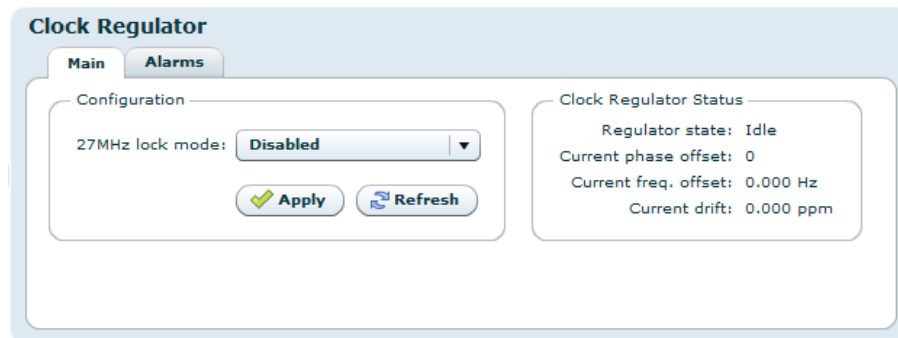 Clock Regulator
Main
Alarms
Configuration
27MHz lock mode:
Disabled
Apply
Refresh
Clock Regulator Status
Regulator state: Idle
Current phase offset: 0
Current freq. offset: 0.000 Hz
Current drift: 0.000 ppm